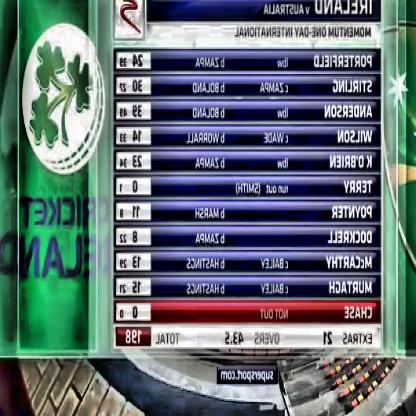 IRELAND v AUSTRALIA
MOMENTUM ONE-DAY INTERNATIONAL
PORTERFIELD lbw b ZAMPA 24 39
STIRLING c ZAMPA b BOLAND 30 27
ANDERSON lbw b BOLAND 39 49
WILSON c WADE b WORRALL 14 33
K O'BRIEN lbw b ZAMPA 23 34
TERRY run out (SMITH) 0 1
POYNTER b MARSH 11 8
DOCKRELL b ZAMPA 8 22
McCARTHY c BAILEY b HASTINGS 13 29
MURTAGH c BAILEY b HASTINGS 15 21
CHASE NOT OUT 0 0
EXTRAS 21 OVERS 43.5 TOTAL 198
CRICKET
IRELAND
supersport.com